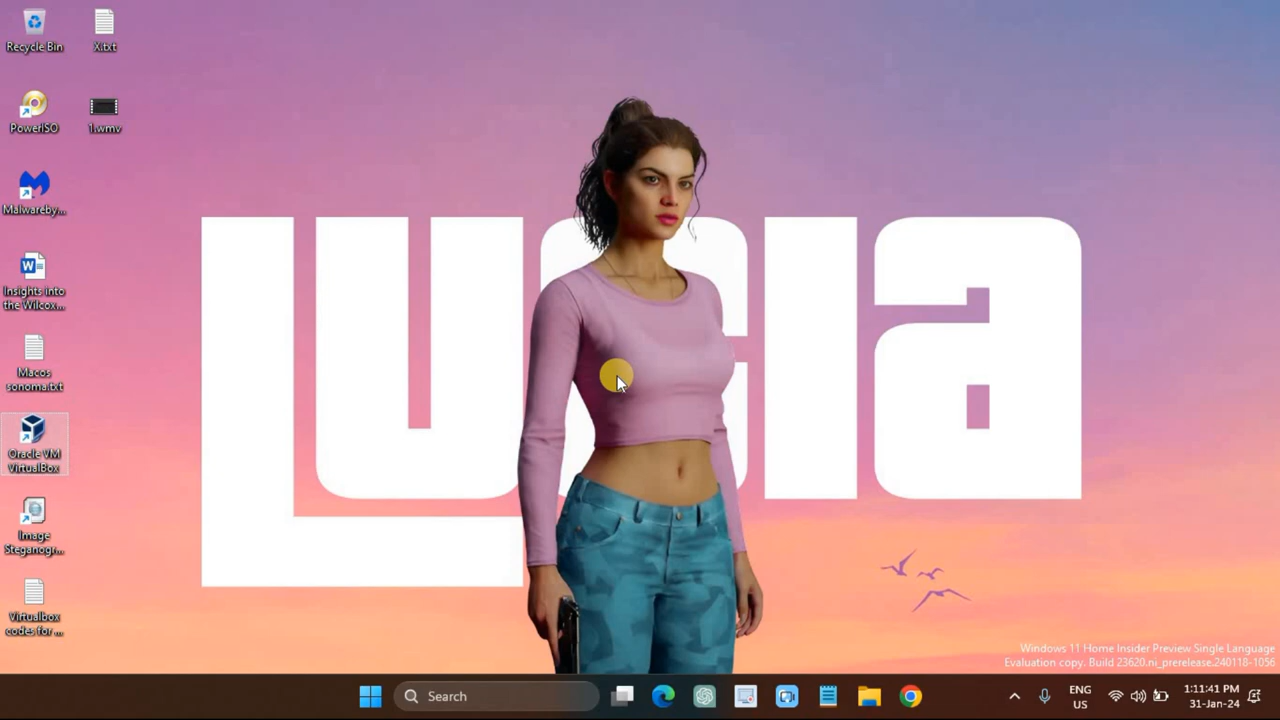 Recycle Bin
X.txt
PowerISO
1.wmv
Malwareby...
Insights into
the Wilcox...
Macos
sonoma.txt
Oracle VM
VirtualBox
Image
Steganogr...
Virtualbox
codes for ...
Lucia
Windows 11 Home Insider Preview Single Language
Evaluation copy. Build 23620.ni_prerelease.240118-1056
Search
ENG
US
1:11:41 PM
31-Jan-24